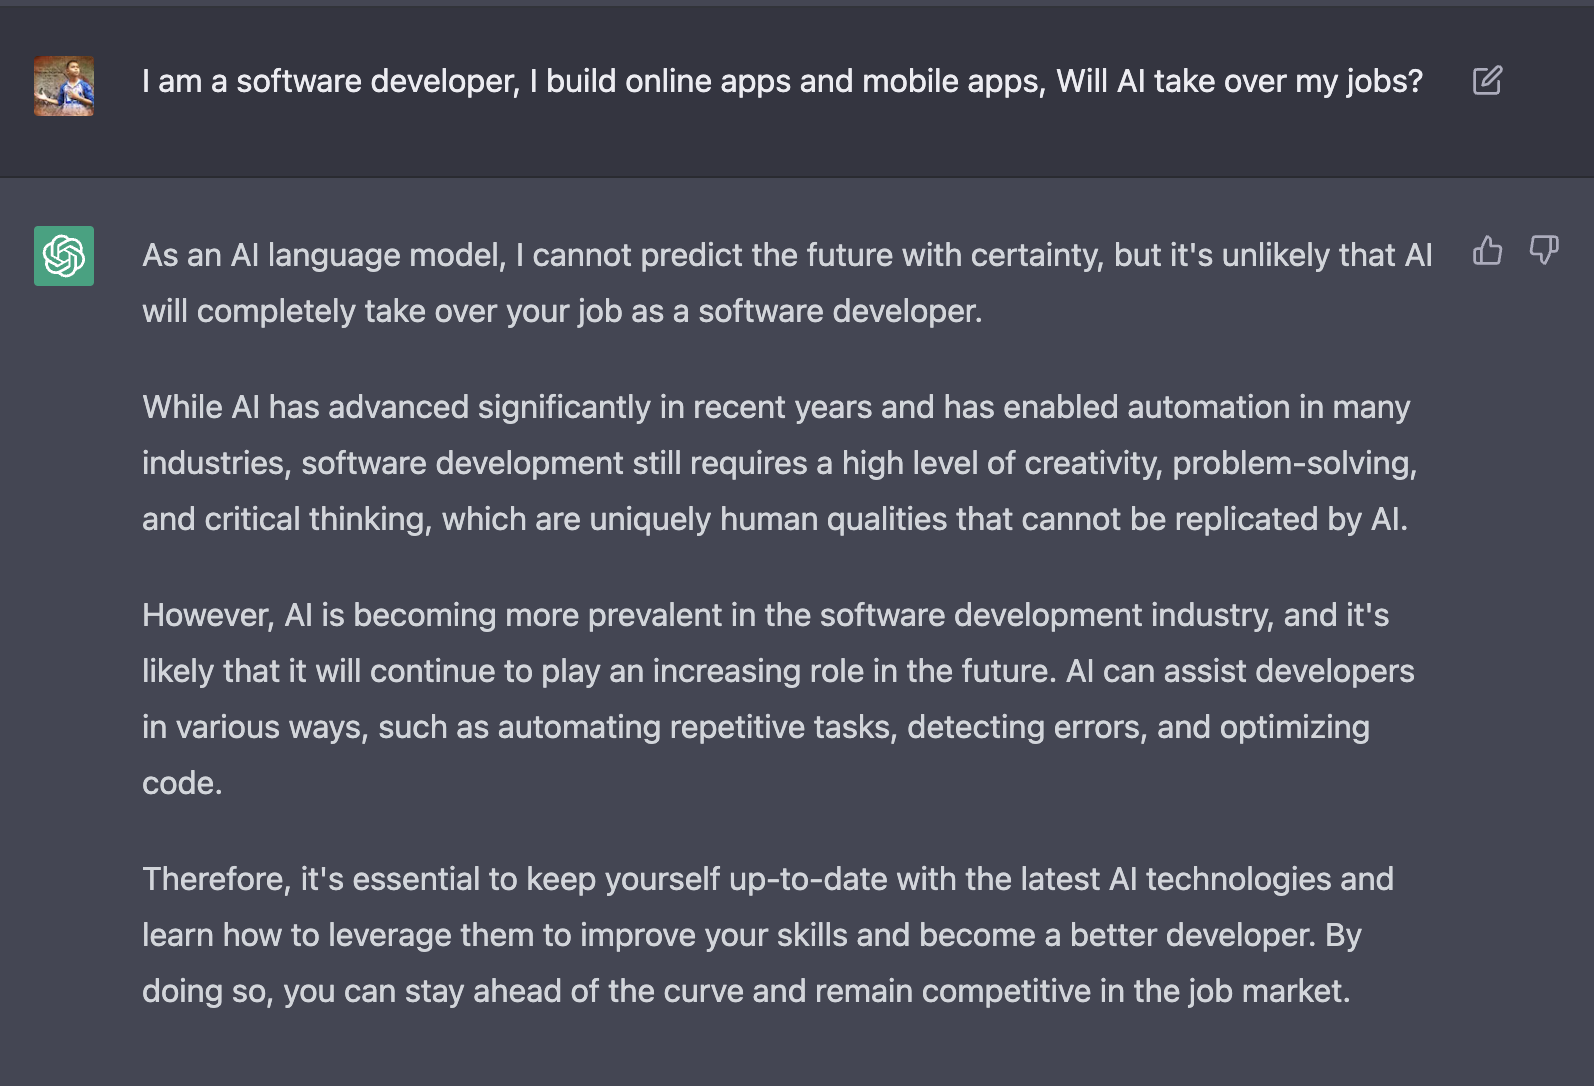 I am a software developer, I build online apps and mobile apps, Will AI take over my jobs?
As an AI language model, I cannot predict the future with certainty, but it's unlikely that AI
will completely take over your job as a software developer.
While AI has advanced significantly in recent years and has enabled automation in many
industries, software development still requires a high level of creativity, problem-solving,
and critical thinking, which are uniquely human qualities that cannot be replicated by AI.
However, AI is becoming more prevalent in the software development industry, and it's
likely that it will continue to play an increasing role in the future. AI can assist developers
in various ways, such as automating repetitive tasks, detecting errors, and optimizing
code.
Therefore, it's essential to keep yourself up-to-date with the latest AI technologies and
learn how to leverage them to improve your skills and become a better developer. By
doing so, you can stay ahead of the curve and remain competitive in the job market.